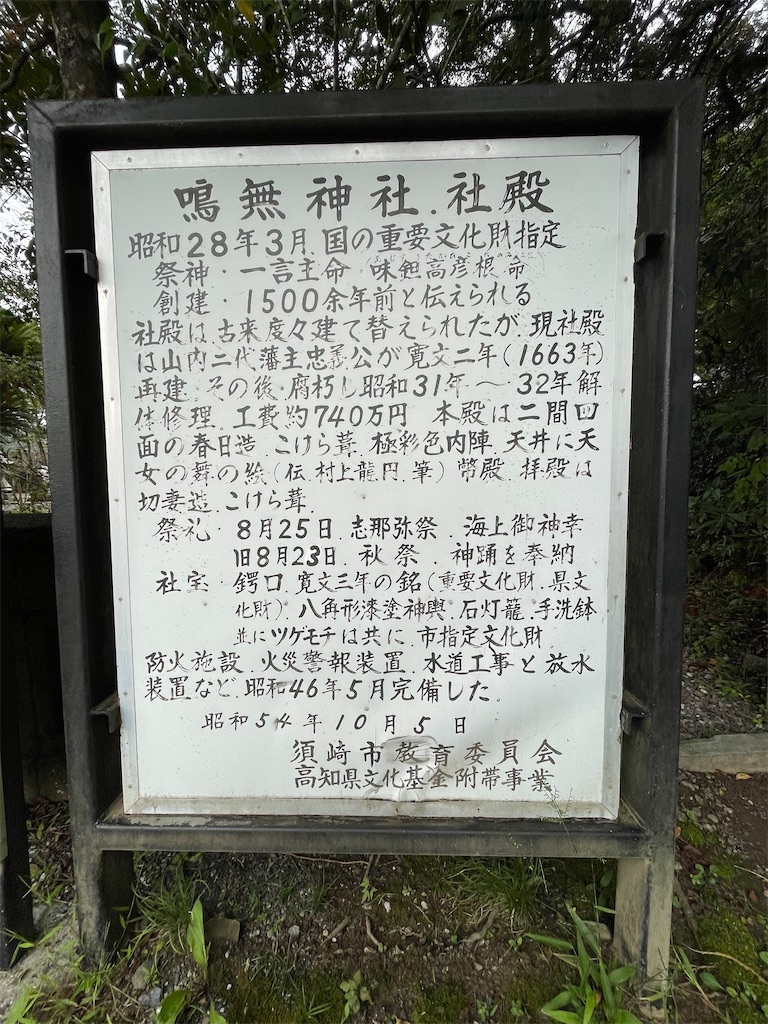 鳴無神社.社殿
昭和28年3月.国の重要文化財指定
祭神・一言主命・味鉏高彦根命
創建・1500余年前と伝えられる
社殿は.古来度々建て替えられたが.現社殿
は山内二代藩主忠義公が寛文二年(1663年)
再建.その後.腐朽し昭和31年〜32年解
体修理.工費約740万円 本殿は二間四
面の春日造.こけら葺.極彩色内陣.天井に天
女の舞の絵(伝.村上龍円.筆)幣殿.拝殿は
切妻造.こけら葺.
祭礼・8月25日.志那弥祭.海上御神幸
旧8月23日.秋祭.神踊を奉納
社宝・鍔口.寛文三年の銘(重要文化財.県文
化財).八角形漆塗神輿.石灯籠.手洗鉢
並にツゲモチは共に.市指定文化財
防火施設.火災警報装置.水道工事と放水
装置など.昭和46年5月完備した。
昭和54年10月5日
須崎市教育委員会
高知県文化基金附帯事業